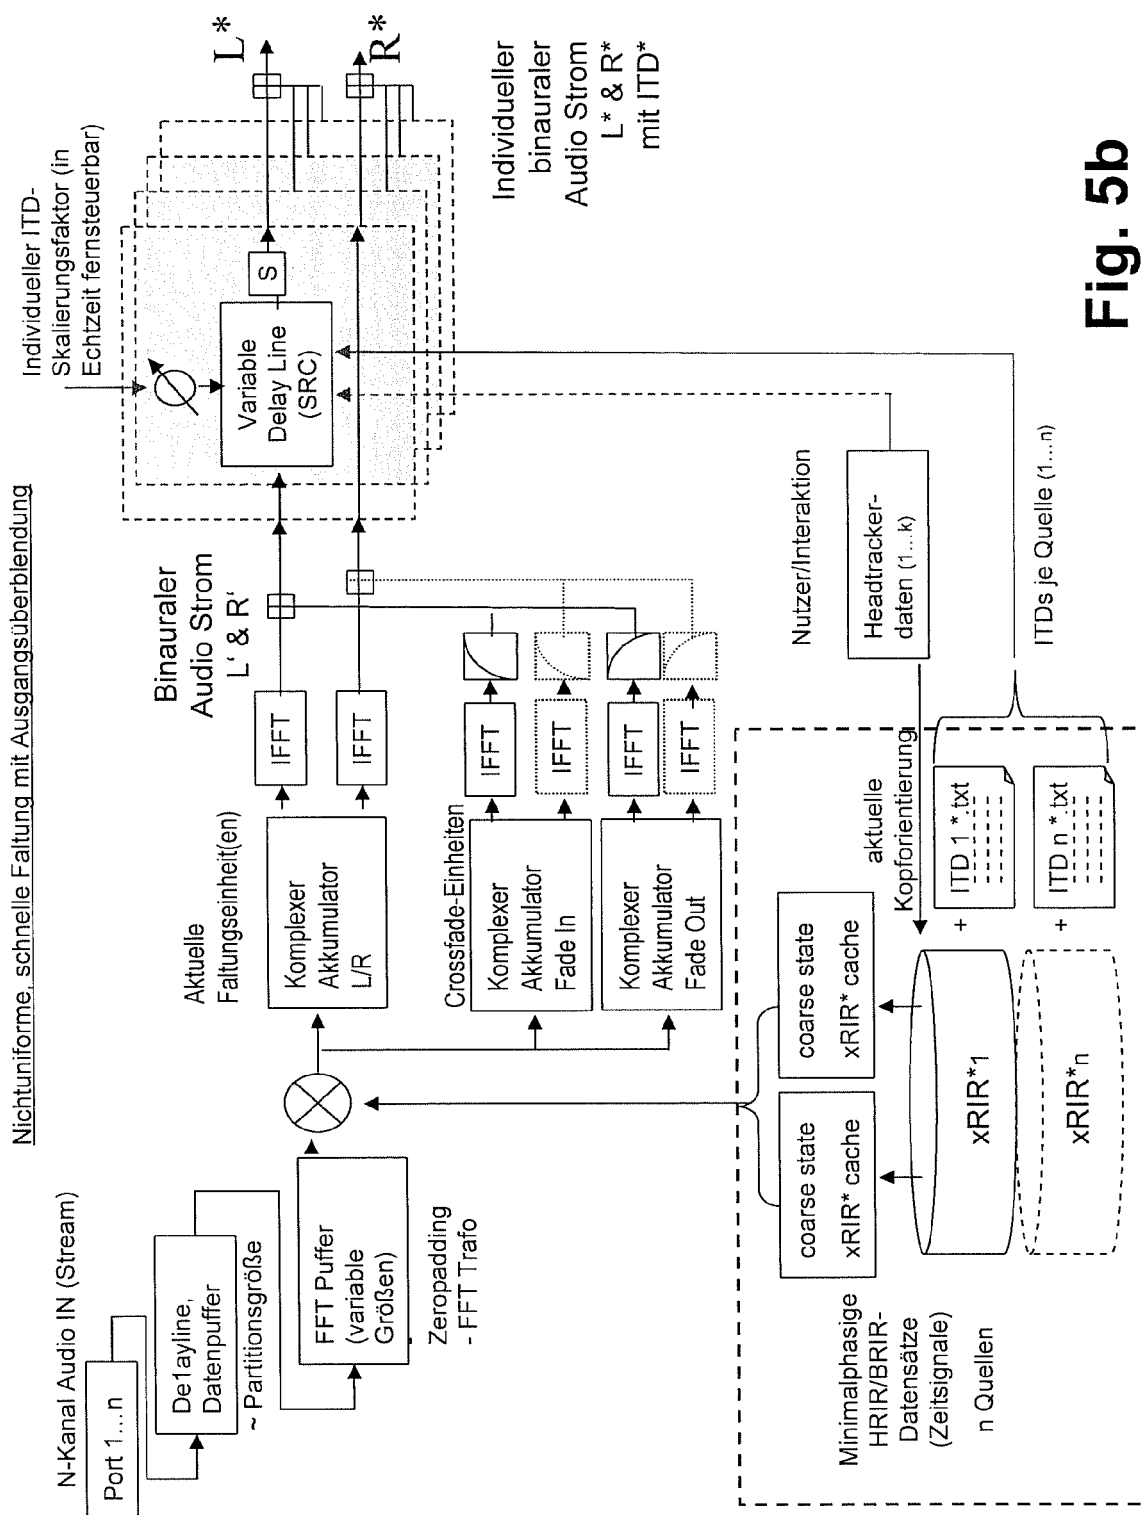 Nichtuniforme, schnelle Faltung mit Ausgangsüberblendung
N-Kanal Audio IN (Stream)
Port 1...n
De1ayline,
Datenpuffer
~ Partitionsgröße
FFT Puffer
(variable
Größen)
Zeropadding
- FFT Trafo
Aktuelle
Faltungseinheit(en)
Komplexer
Akkumulator
L/R
IFFT
IFFT
Binauraler
Audio Strom
L' & R'
Crossfade-Einheiten
Komplexer
Akkumulator
Fade In
IFFT
IFFT
Komplexer
Akkumulator
Fade Out
IFFT
IFFT
Individueller ITD-
Skalierungsfaktor (in
Echtzeit fernsteuerbar)
Variable
Delay Line
(SRC)
S
L*
R*
Individueller
binauraler
Audio Strom
L* & R*
mit ITD*
Minimalphasige
HRIR/BRIR-
Datensätze
(Zeitsignale)
n Quellen
coarse state
xRIR* cache
coarse state
xRIR* cache
xRIR*1
xRIR*n
+
+
aktuelle
Kopforientierung
ITD 1 *.txt
ITD n *.txt
Nutzer/Interaktion
Headtracker-
daten (1...k)
ITDs je Quelle (1...n)
Fig. 5b